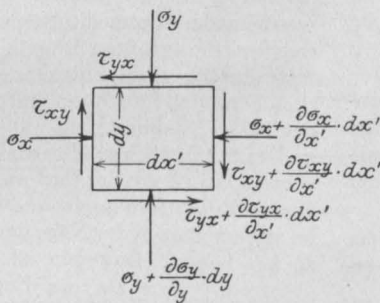 σy
τyx
τxy
σx
dy
dx'
σx + ∂σx/∂x' · dx'
τxy + ∂τxy/∂x' · dx'
τyx + ∂τyx/∂x' · dx'
σy + ∂σy/∂y · dy